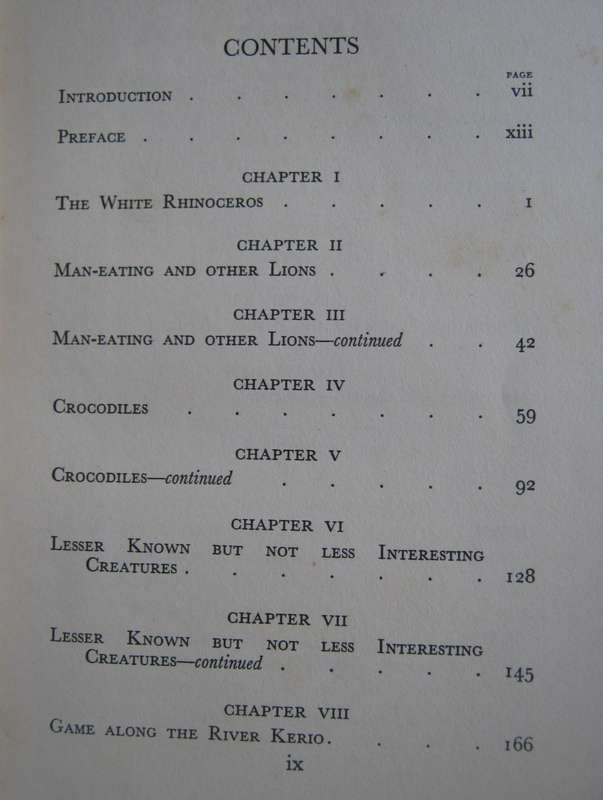 CONTENTS
PAGE
INTRODUCTION . . . . . . . vii
PREFACE . . . . . . . . xiii
CHAPTER I
THE WHITE RHINOCEROS . . . . . 1
CHAPTER II
MAN-EATING AND OTHER LIONS . . . . 26
CHAPTER III
MAN-EATING AND OTHER LIONS—continued . . 42
CHAPTER IV
CROCODILES . . . . . . . 59
CHAPTER V
CROCODILES—continued . . . . . 92
CHAPTER VI
LESSER KNOWN BUT NOT LESS INTERESTING
CREATURES . . . . . . . 128
CHAPTER VII
LESSER KNOWN BUT NOT LESS INTERESTING
CREATURES—continued . . . . . 145
CHAPTER VIII
GAME ALONG THE RIVER KERIO . . . . 166
ix